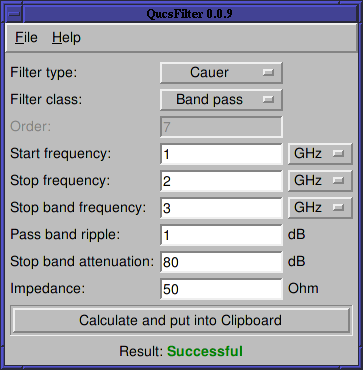 QucsFilter 0.0.9
File Help
Filter type: Cauer
Filter class: Band pass
Order: 7
Start frequency: 1 GHz
Stop frequency: 2 GHz
Stop band frequency: 3 GHz
Pass band ripple: 1 dB
Stop band attenuation: 80 dB
Impedance: 50 Ohm
Calculate and put into Clipboard
Result: Successful